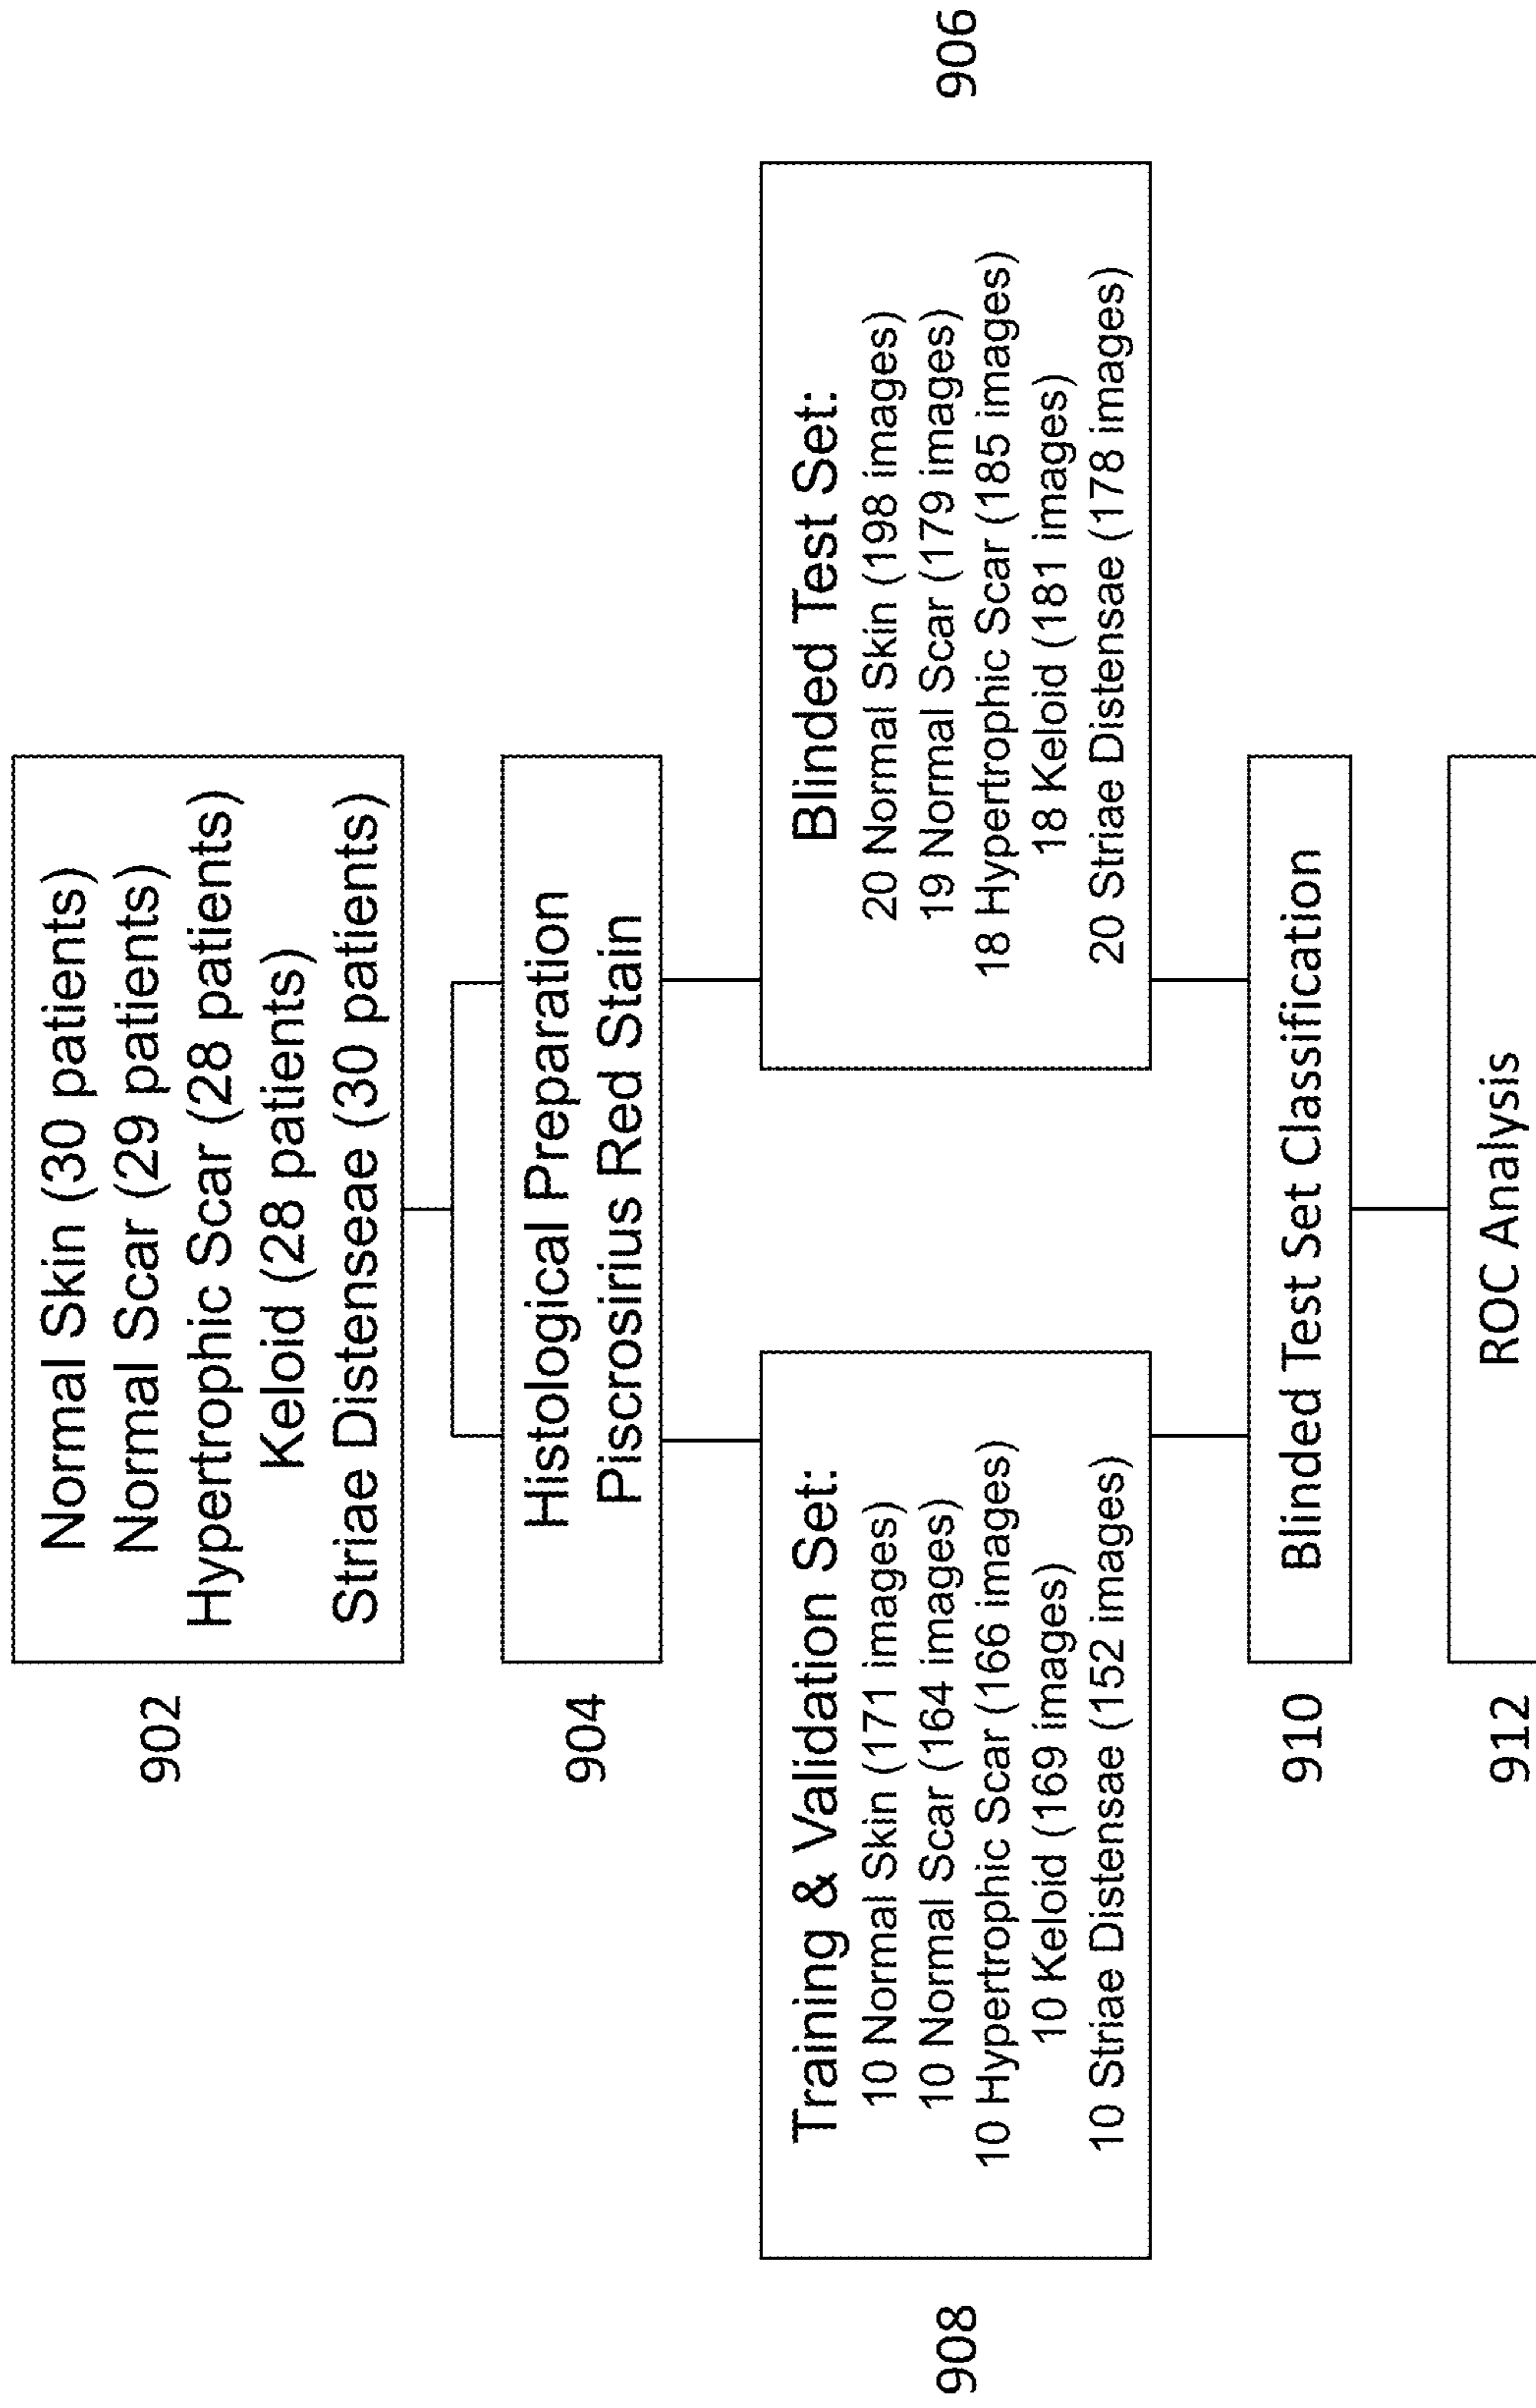 902
Normal Skin (30 patients)
Normal Scar (29 patients)
Hypertrophic Scar (28 patients)
Keloid (28 patients)
Striae Distenseae (30 patients)
904
Histological Preparation
Piscrosirius Red Stain
908
Training & Validation Set:
10 Normal Skin (171 images)
10 Normal Scar (164 images)
10 Hypertrophic Scar (166 images)
10 Keloid (169 images)
10 Striae Distensae (152 images)
Blinded Test Set:
20 Normal Skin (198 images)
19 Normal Scar (179 images)
18 Hypertrophic Scar (185 images)
18 Keloid (181 images)
20 Striae Distensae (178 images)
906
910
Blinded Test Set Classification
912
ROC Analysis